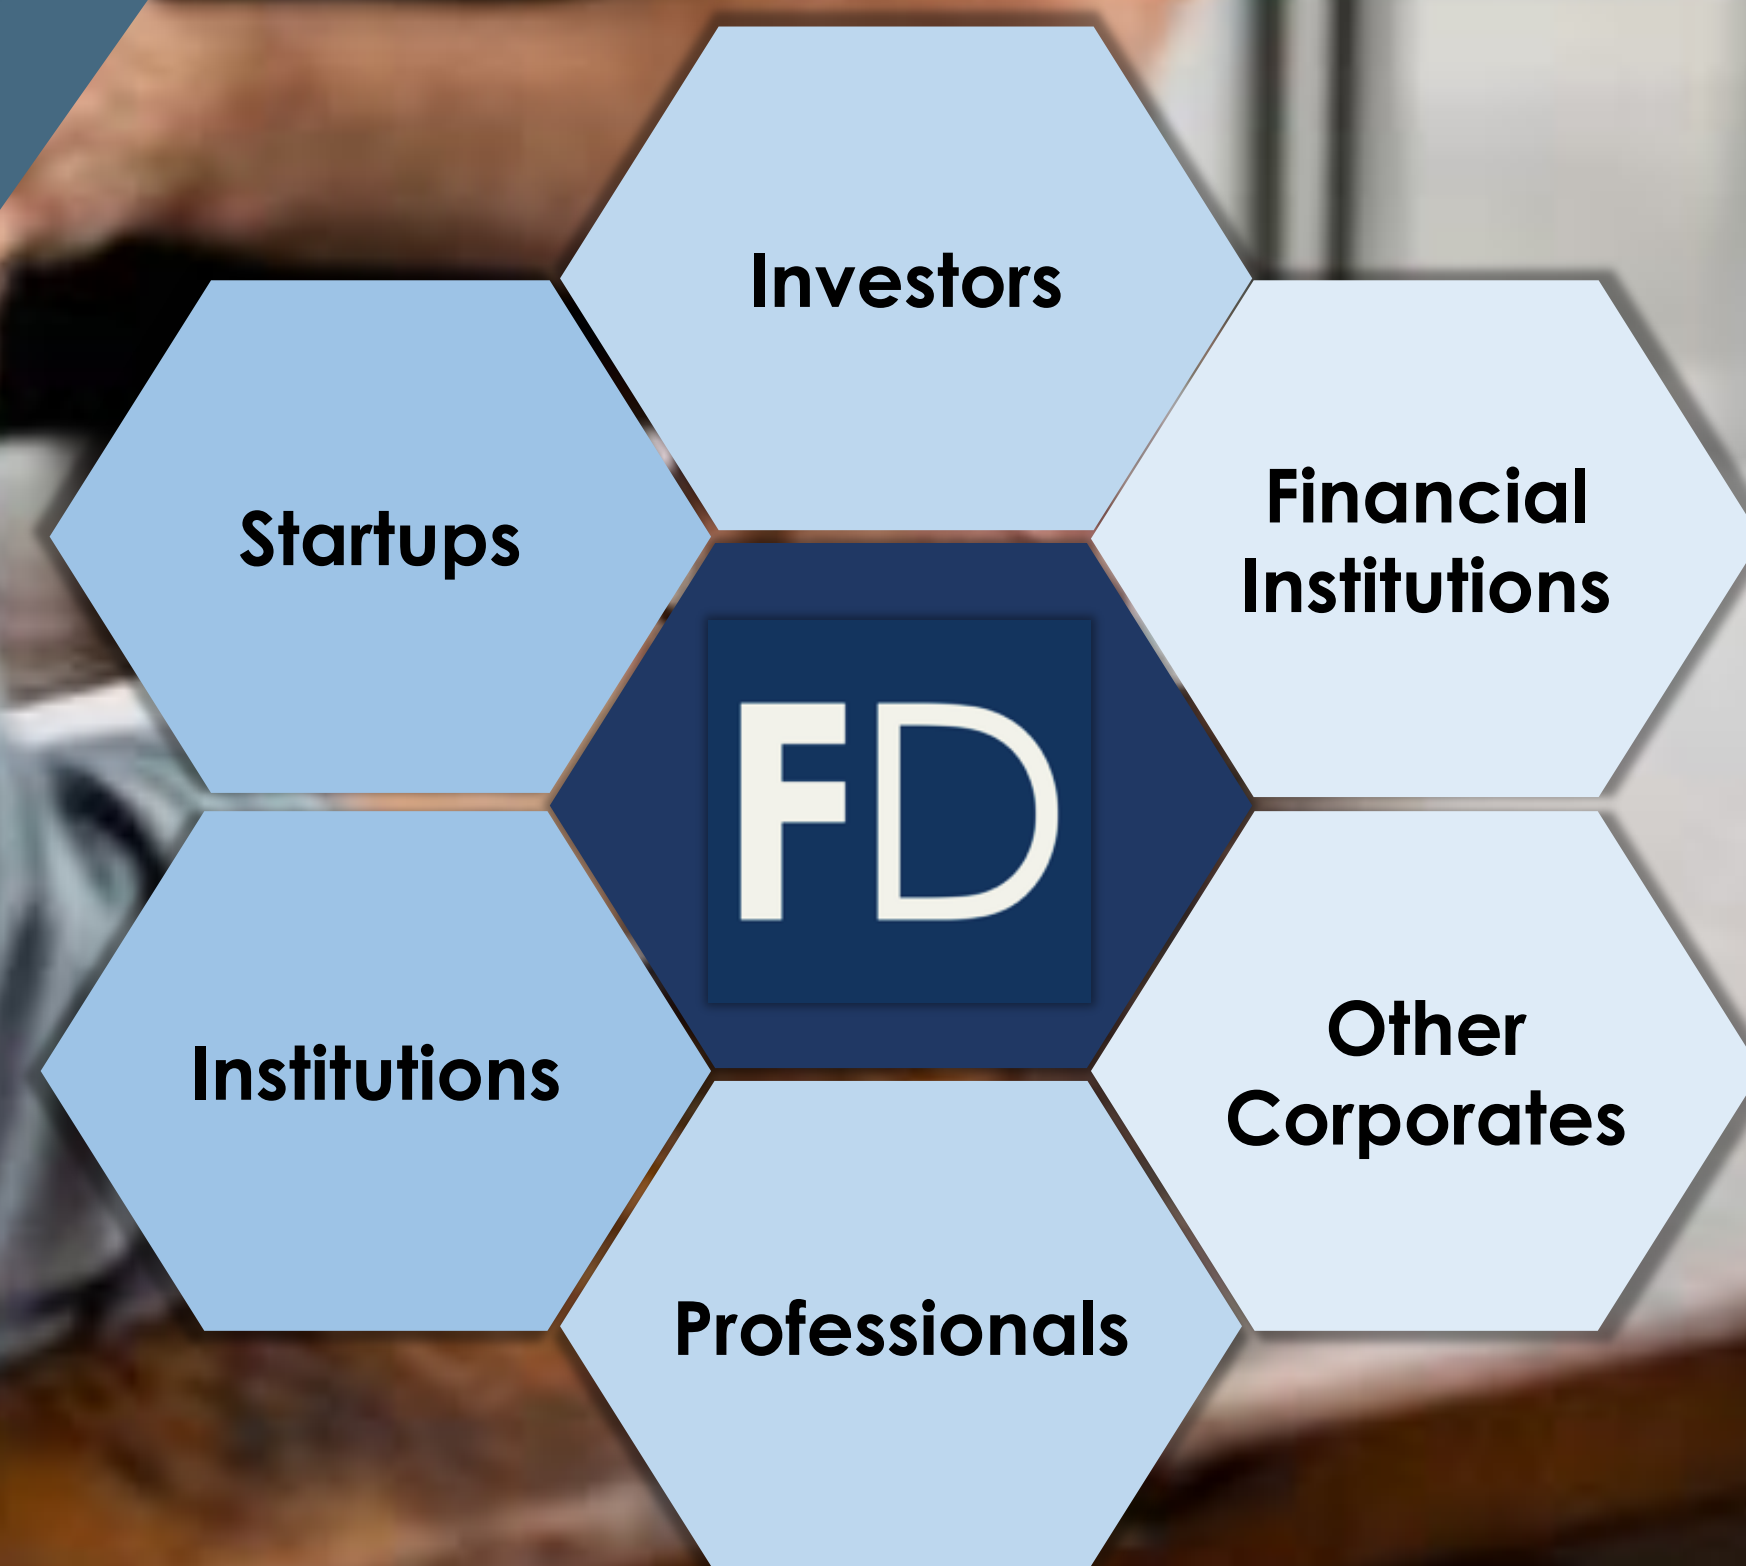 Investors
Startups
Financial
Institutions
FD
Institutions
Other
Corporates
Professionals